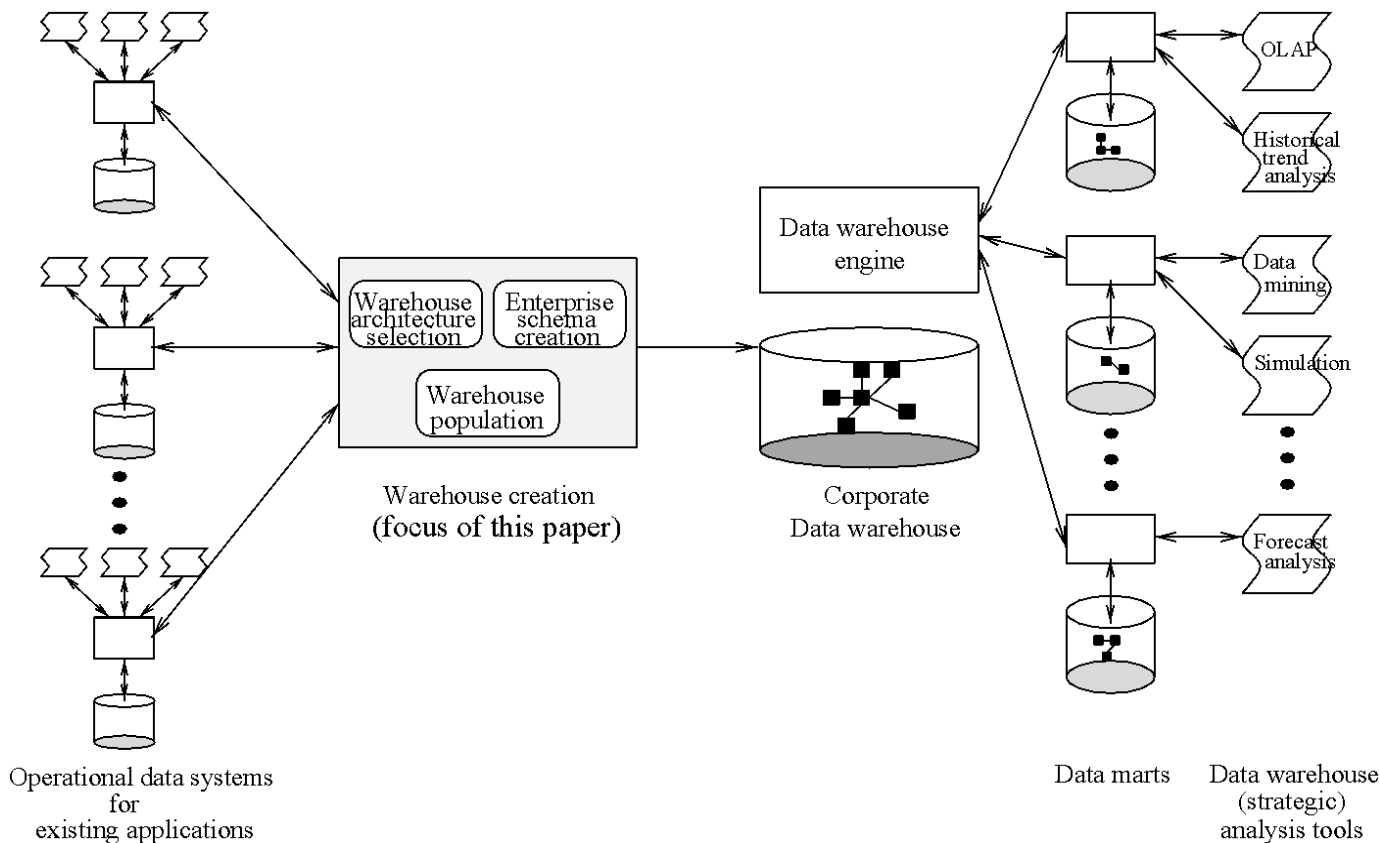 OLAP
Historical
trend
analysis
Data warehouse
engine
Data
mining
Warehouse
architecture
selection
Enterprise
schema
creation
Simulation
Warehouse
population
Warehouse creation
(focus of this paper)
Corporate
Data warehouse
Forecast
analysis
Operational data systems
for
existing applications
Data marts
Data warehouse
(strategic)
analysis tools